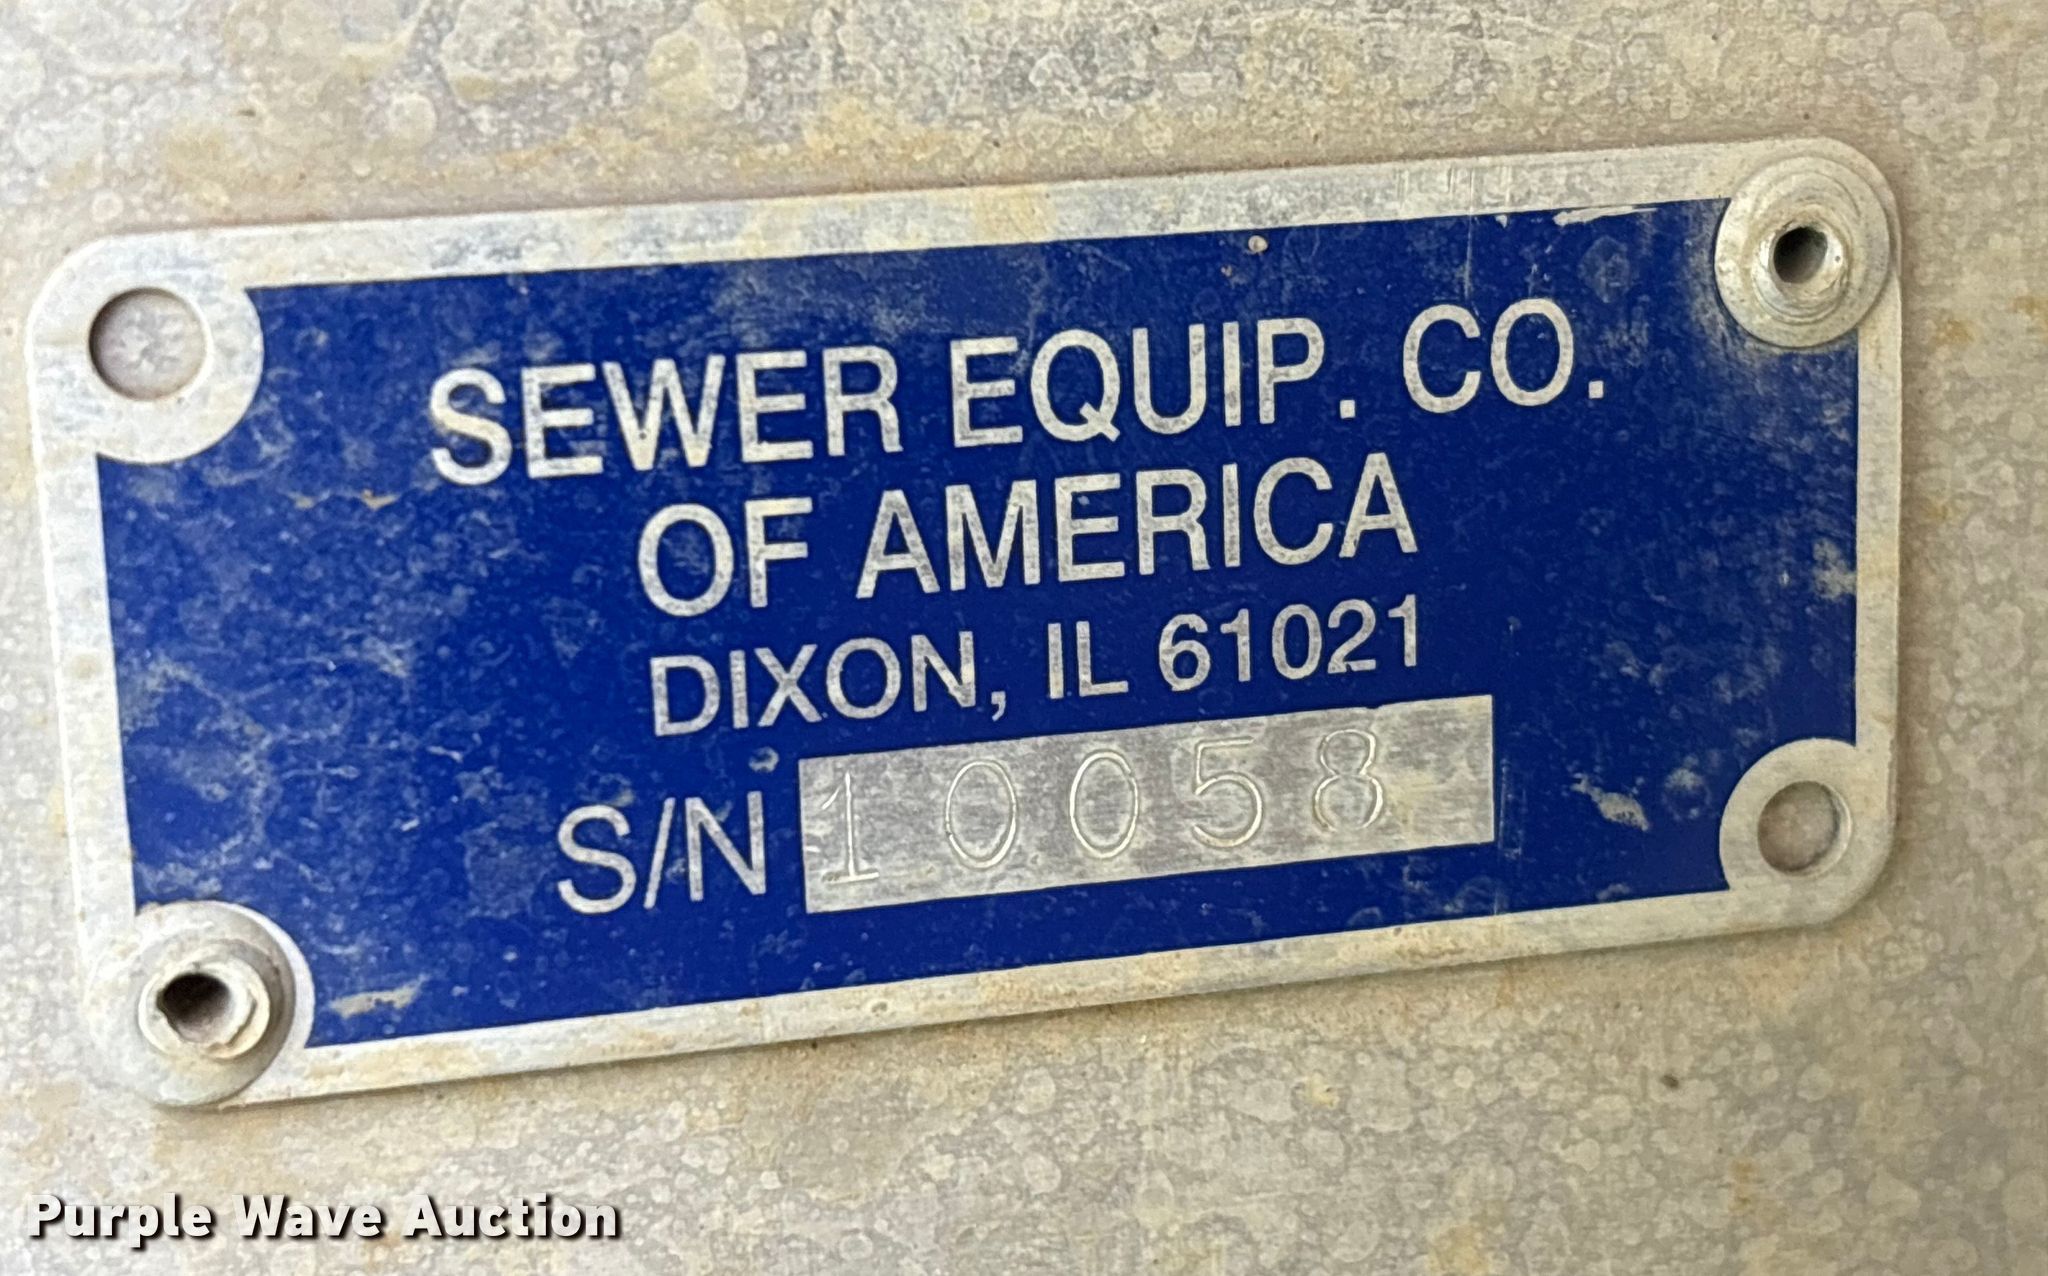 SEWER EQUIP. CO.
OF AMERICA
DIXON, IL 61021
S/N 10058
Purple Wave Auction